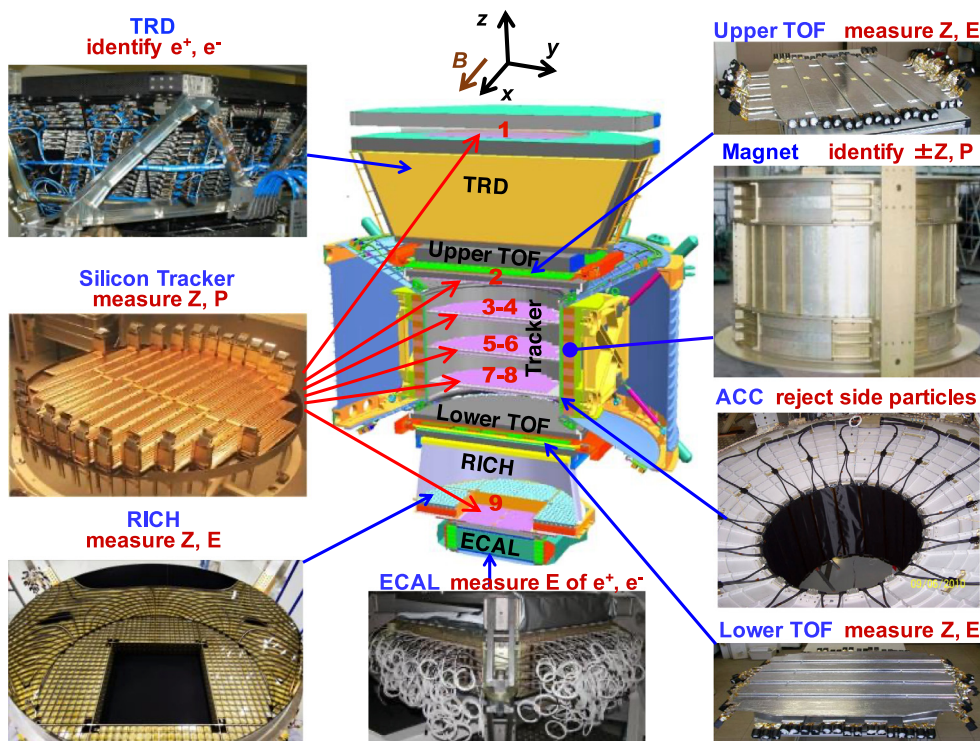 TRD
identify e⁺, e⁻
z
y
B
x
Upper TOF measure Z, E
Magnet identify ±Z, P
1
TRD
Upper TOF
2
3-4
5-6
7-8
Tracker
Lower TOF
RICH
9
ECAL
Silicon Tracker
measure Z, P
ACC reject side particles
RICH
measure Z, E
ECAL measure E of e⁺, e⁻
Lower TOF measure Z, E